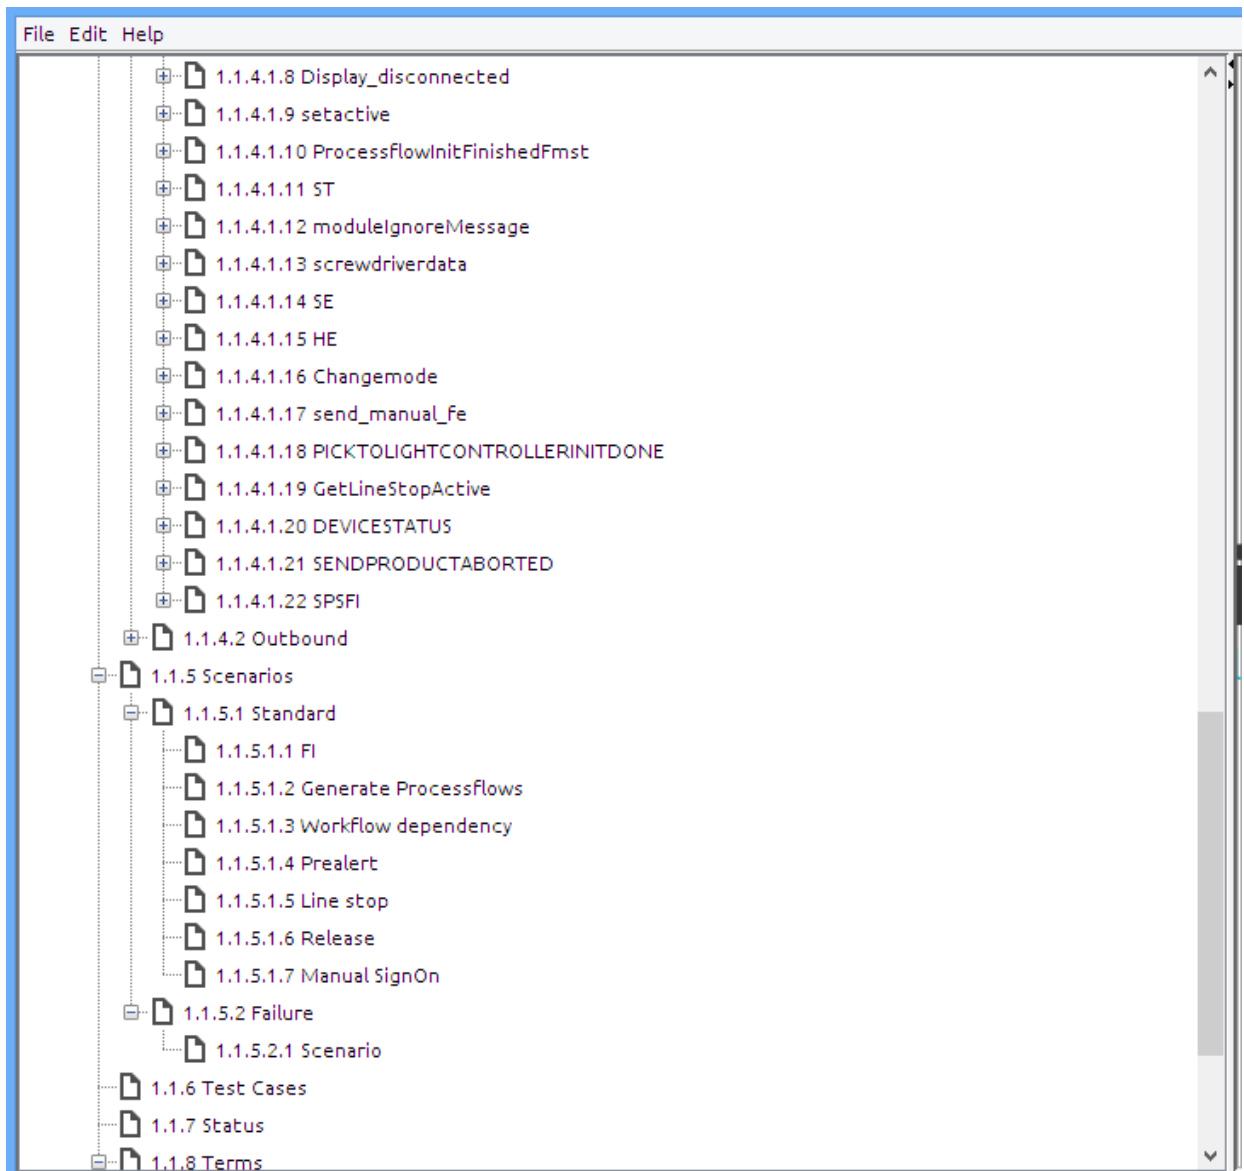 File Edit Help
1.1.4.1.8 Display_disconnected
1.1.4.1.9 setactive
1.1.4.1.10 ProcessflowInitFinishedFmst
1.1.4.1.11 ST
1.1.4.1.12 moduleIgnoreMessage
1.1.4.1.13 screwdriverdata
1.1.4.1.14 SE
1.1.4.1.15 HE
1.1.4.1.16 Changemode
1.1.4.1.17 send_manual_fe
1.1.4.1.18 PICKTOLIGHTCONTROLLERINITDONE
1.1.4.1.19 GetLineStopActive
1.1.4.1.20 DEVICESTATUS
1.1.4.1.21 SENDPRODUCTABORTED
1.1.4.1.22 SPSFI
1.1.4.2 Outbound
1.1.5 Scenarios
1.1.5.1 Standard
1.1.5.1.1 FI
1.1.5.1.2 Generate Processflows
1.1.5.1.3 Workflow dependency
1.1.5.1.4 Prealert
1.1.5.1.5 Line stop
1.1.5.1.6 Release
1.1.5.1.7 Manual SignOn
1.1.5.2 Failure
1.1.5.2.1 Scenario
1.1.6 Test Cases
1.1.7 Status
1.1.8 Terms